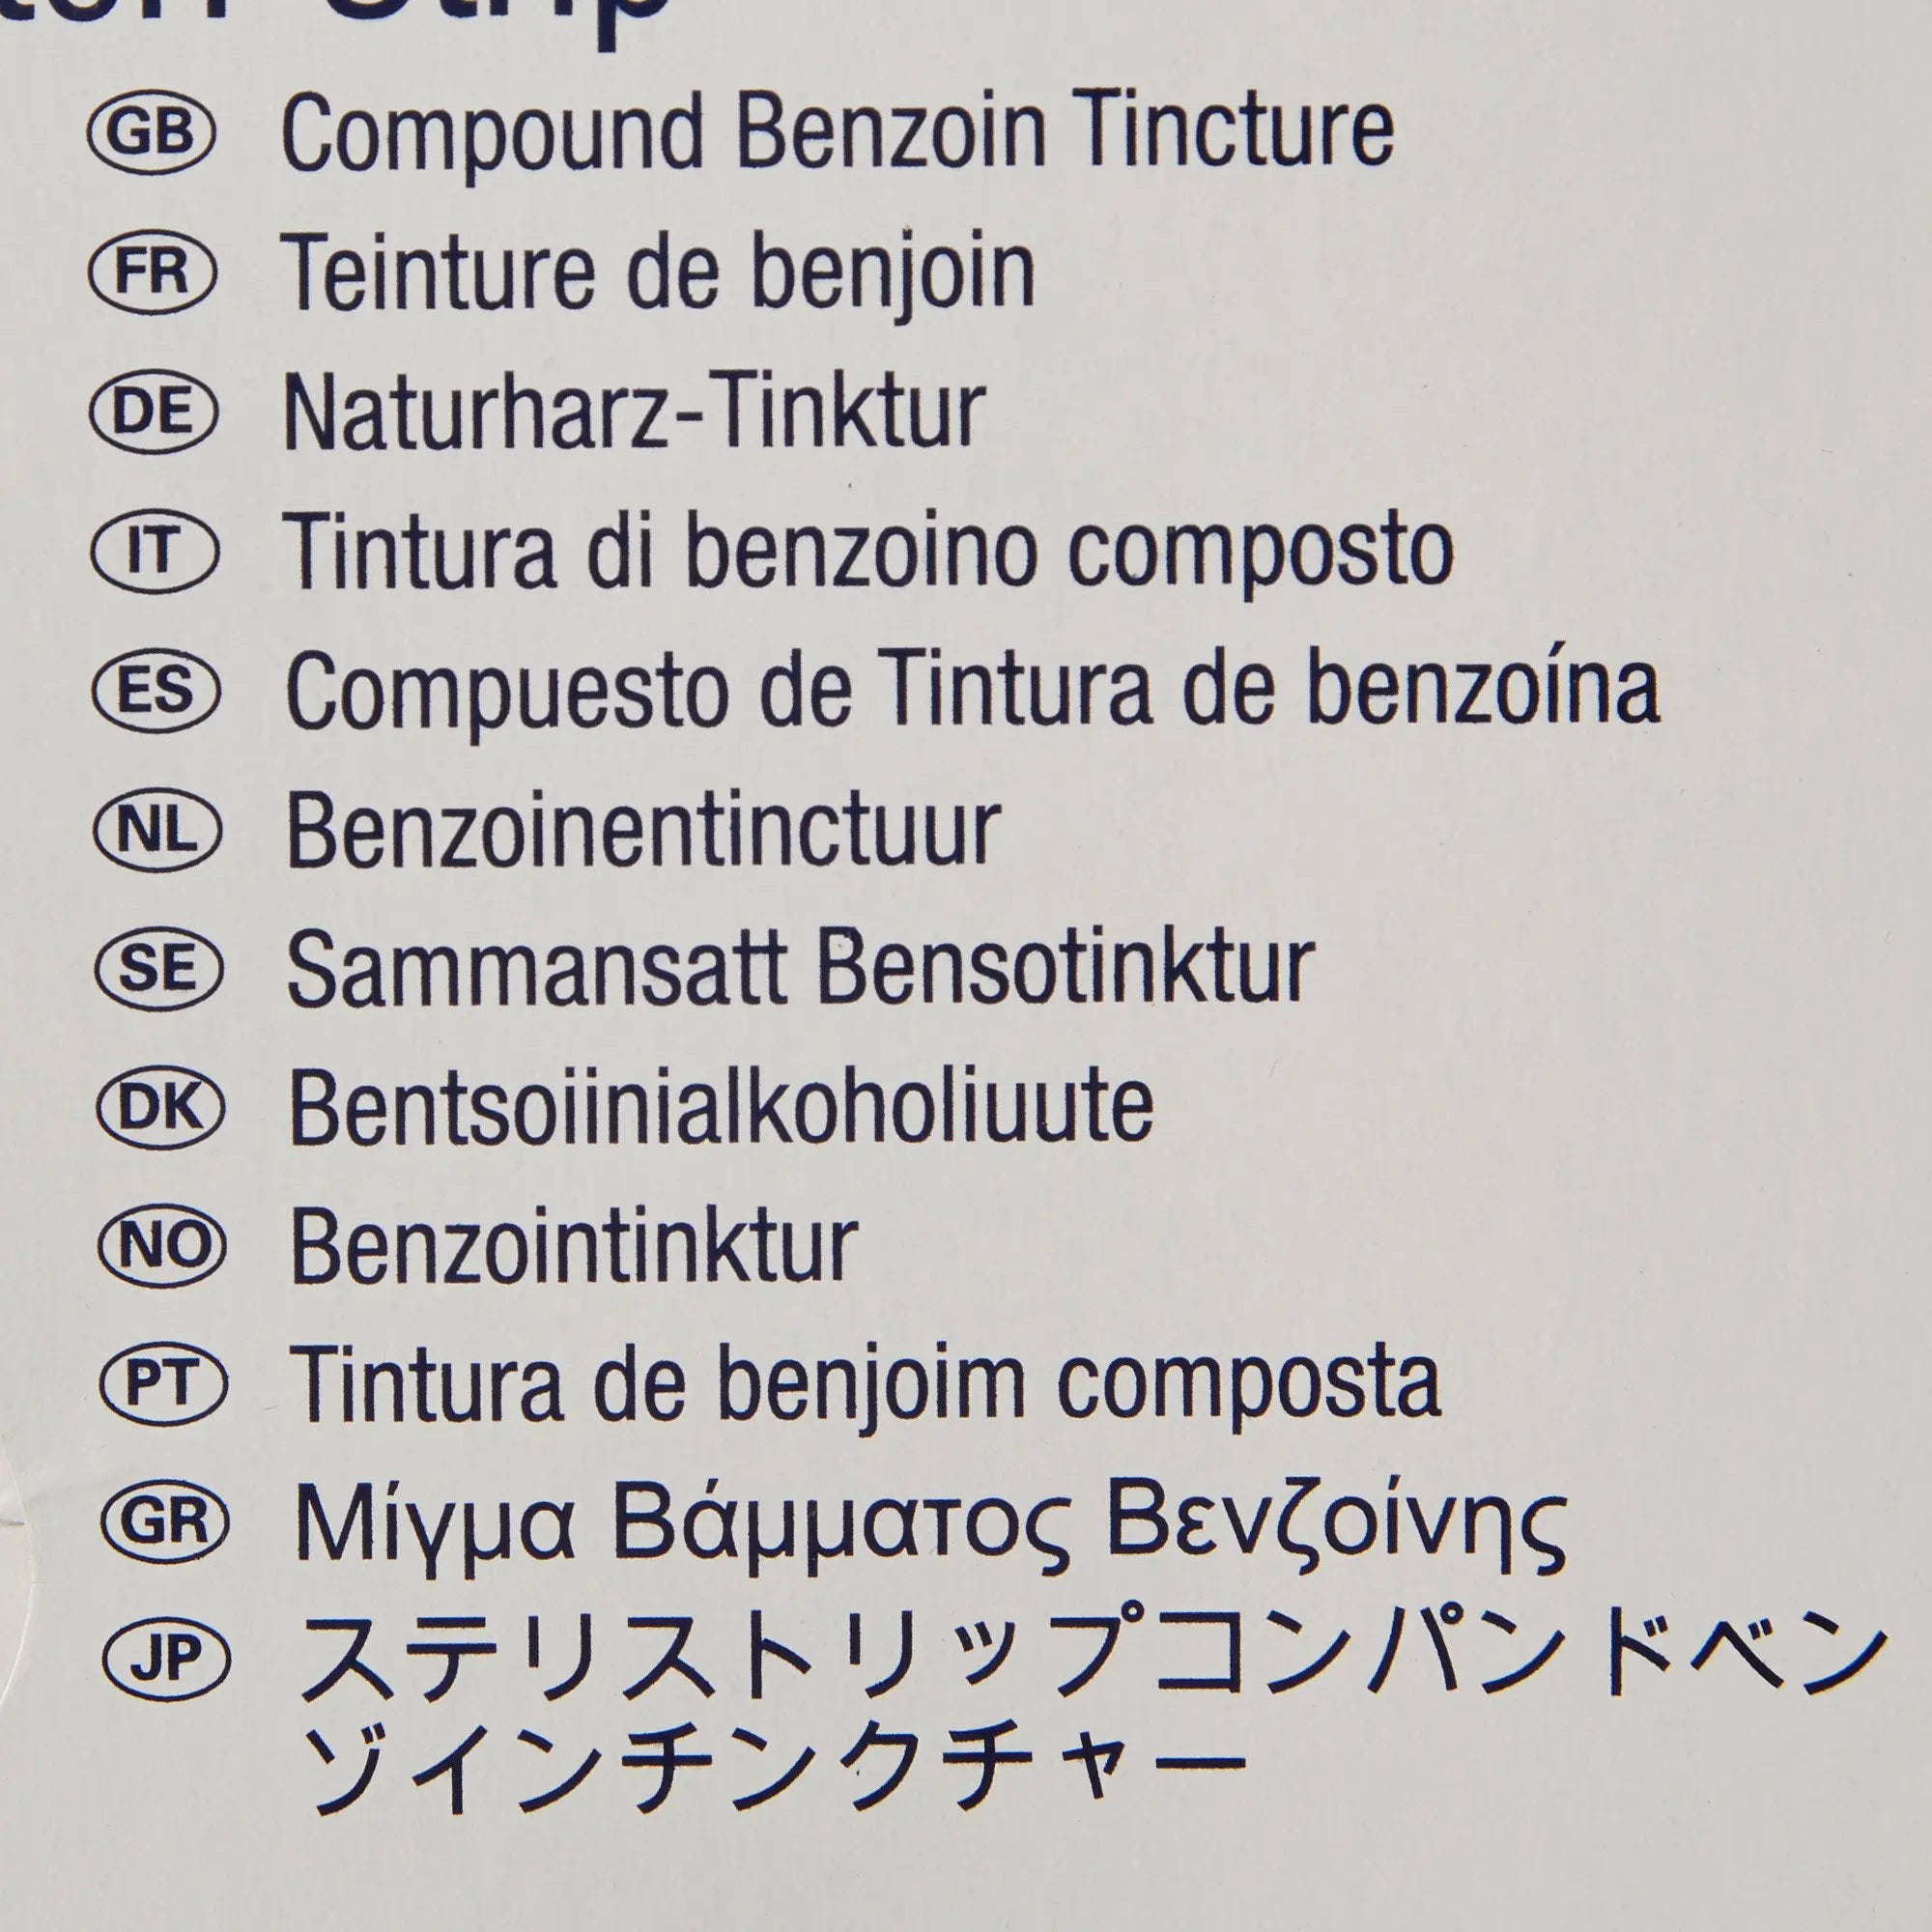 Strip
GB Compound Benzoin Tincture
FR Teinture de benjoin
DE Naturharz-Tinktur
IT Tintura di benzoino composto
ES Compuesto de Tintura de benzoína
NL Benzoinentinctuur
SE Sammansatt Bensotinktur
DK Bentsoiinialkoholiuute
NO Benzointinktur
PT Tintura de benjoim composta
GR Μίγμα Βάμματος Βενζοίνης
JP ステリストリップコンパンドベン
ゾインチンクチャー